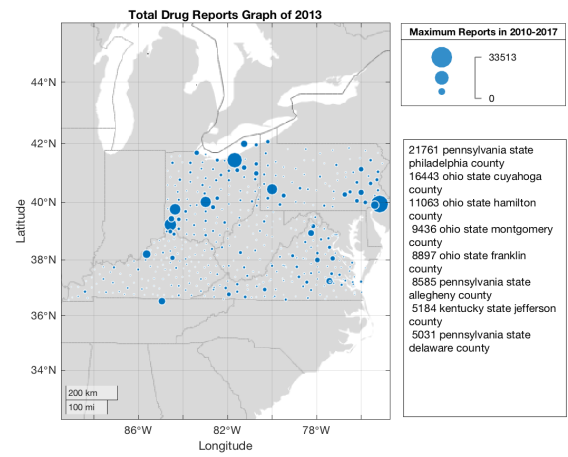 Total Drug Reports Graph of 2013
44°N
42°N
40°N
38°N
36°N
34°N
Latitude
200 km
100 mi
86°W
82°W
78°W
Longitude
Maximum Reports in 2010-2017
33513
0
21761 pennsylvania state
philadelphia county
16443 ohio state cuyahoga
county
11063 ohio state hamilton
county
9436 ohio state montgomery
county
8897 ohio state franklin
county
8585 pennsylvania state
allegheny county
5184 kentucky state jefferson
county
5031 pennsylvania state
delaware county